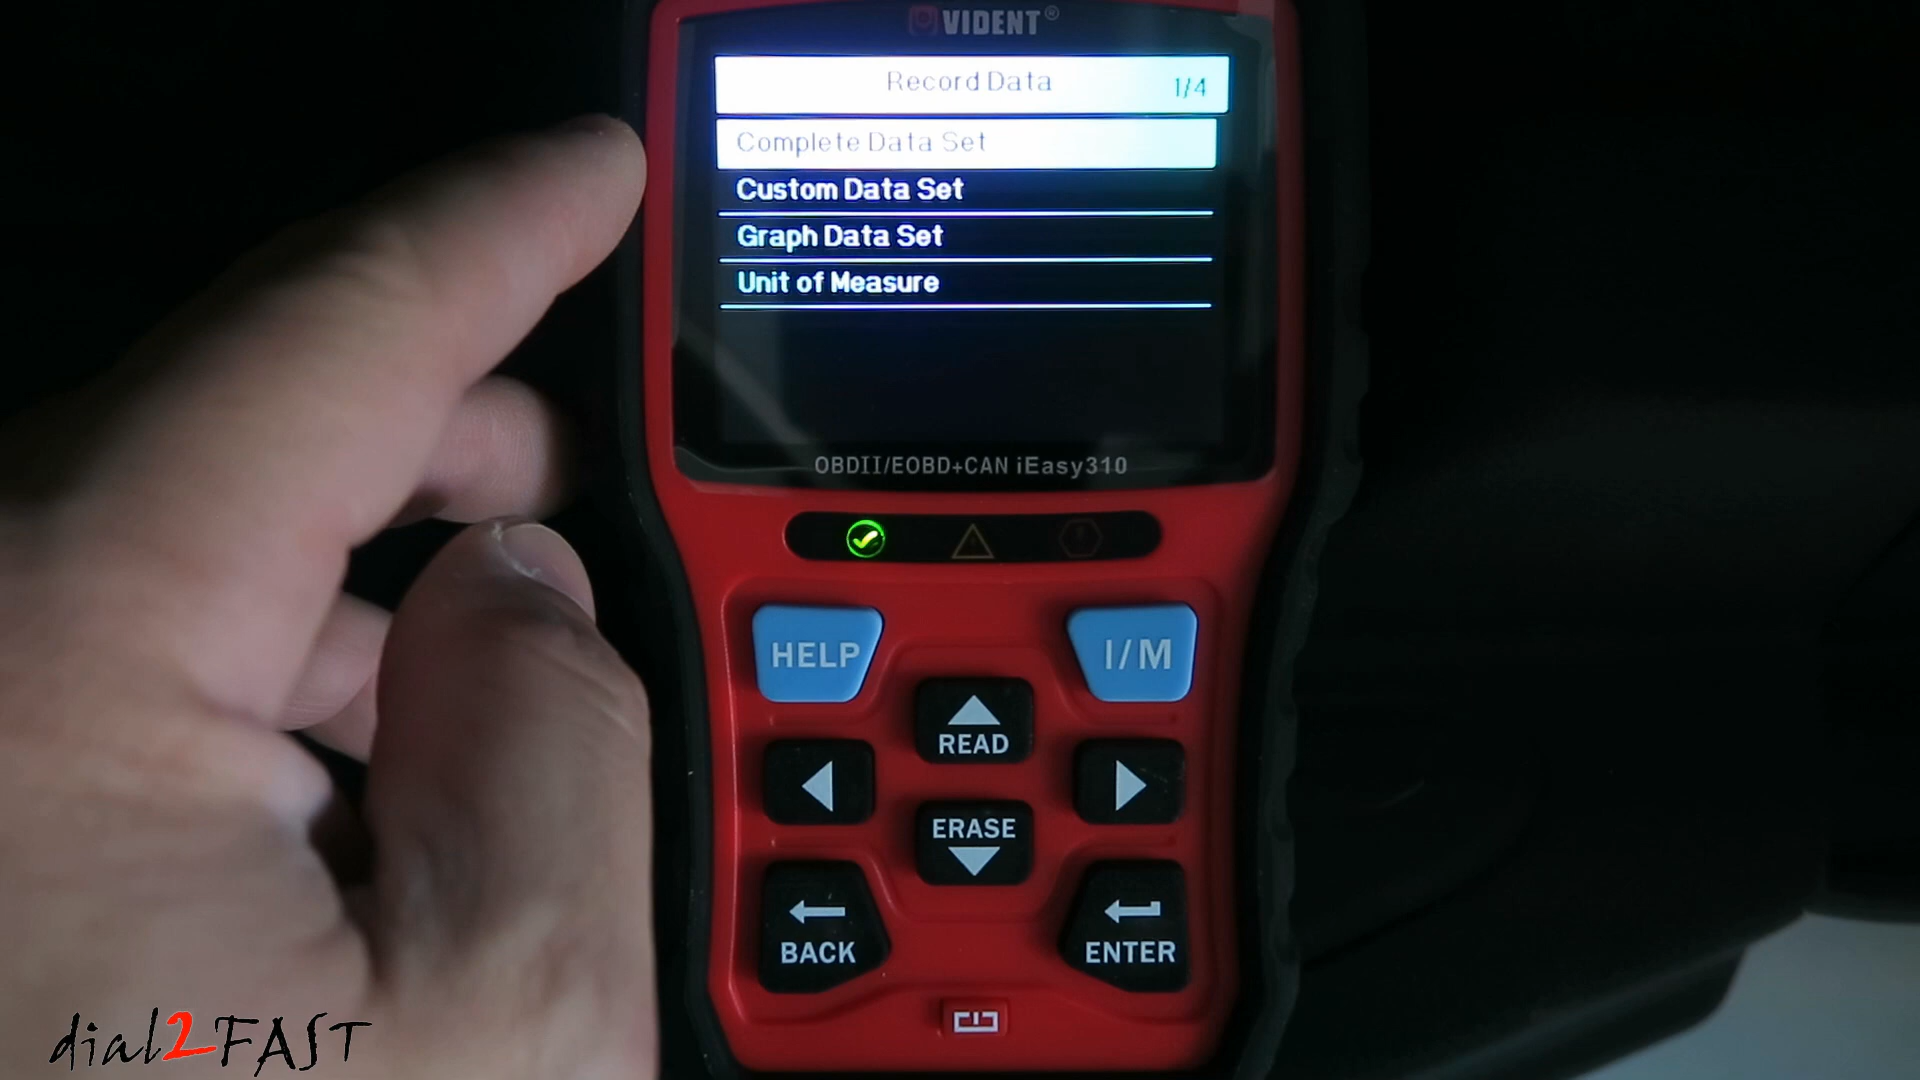 VIDENT®
Record Data 1/4
Complete Data Set
Custom Data Set
Graph Data Set
Unit of Measure
OBDII/EOBD+CAN iEasy310
HELP
I/M
READ
ERASE
BACK
ENTER
dial2FAST